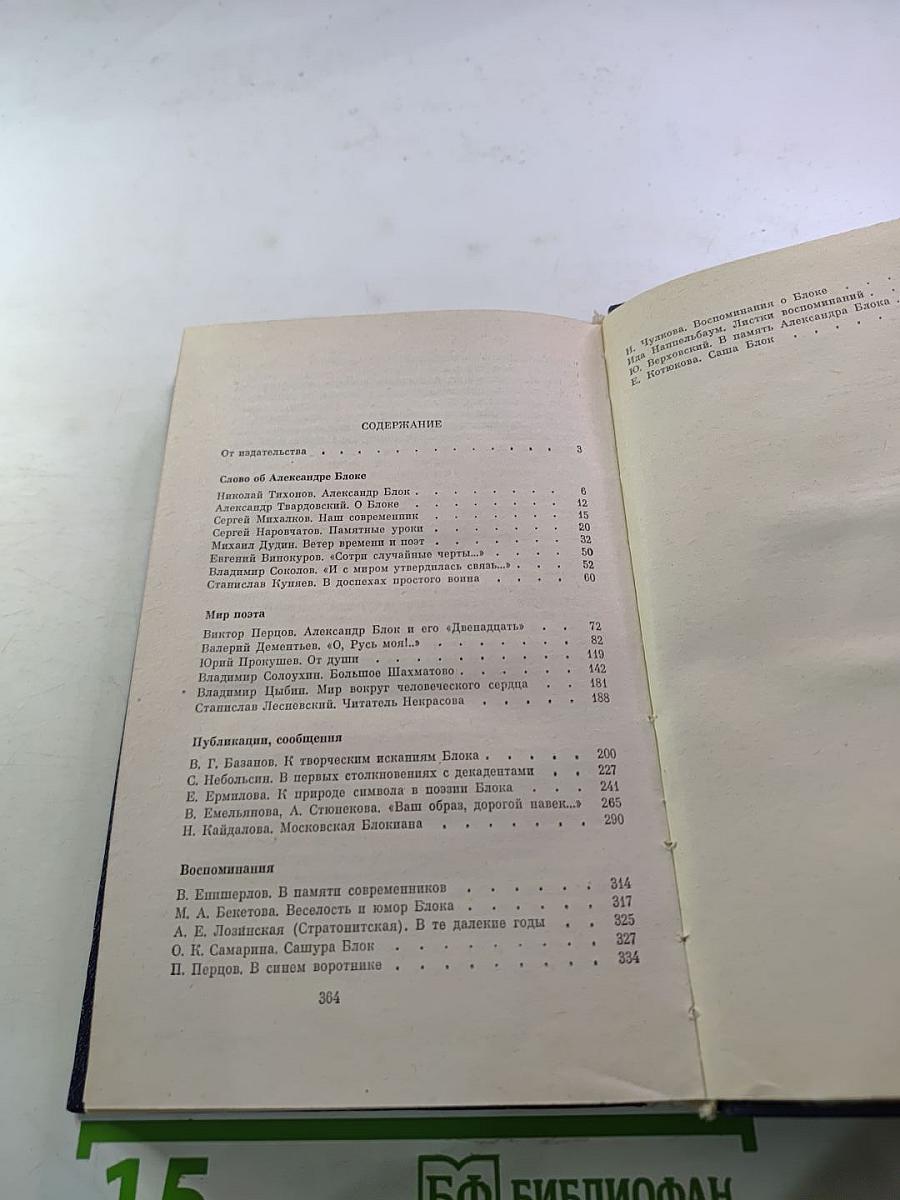 СОДЕРЖАНИЕ
От издательства . . . . . . . . . . . . . 3
Слово об Александре Блоке
Николай Тихонов. Александр Блок . . . . . . . . 6
Александр Твардовский. О Блоке . . . . . . . 12
Сергей Михалков. Наш современник . . . . . . . 15
Сергей Наровчатов. Памятные уроки . . . . . . . 20
Михаил Дудин. Ветер времени и поэт . . . . . . . 32
Евгений Винокуров. «Сотри случайные черты...» . . . . 50
Владимир Соколов. «И с миром утвердилась связь...» . . . 52
Станислав Куняев. В доспехах простого воина . . . . 60
Мир поэта
Виктор Перцов. Александр Блок и его «Двенадцать» . . 72
Валерий Дементьев. «О, Русь моя!..» . . . . . . . 82
Юрий Прокушев. От души . . . . . . . . . 119
Владимир Солоухин. Большое Шахматово . . . . . . 142
Владимир Цыбин. Мир вокруг человеческого сердца . . 181
Станислав Лесневский. Читатель Некрасова . . . . . 188
Публикации, сообщения
В. Г. Базанов. К творческим исканиям Блока . . . . . 200
С. Небольсин. В первых столкновениях с декадентами . . 227
Е. Ермилова. К природе символа в поэзии Блока . . . 241
В. Емельянова, А. Стюнекова. «Ваш образ, дорогой навек...» 265
Н. Кайдалова. Московская Блокиана . . . . . . . 290
Воспоминания
В. Енишерлов. В памяти современников . . . . . . 314
М. А. Бекетова. Веселость и юмор Блока . . . . . . 317
А. Е. Лозинская (Стратонитская). В те далекие годы . . 325
О. К. Самарина. Сашура Блок . . . . . . . . 327
П. Перцов. В синем воротнике . . . . . . . . . 334
364
Н. Чулкова. Воспоминания о Блоке . . .
Ида Наппельбаум. Листки воспоминаний . .
Ю. Верховский. В память Александра Блока .
Е. Котюкова. Саша Блок . . . . .
15
БФ БИБЛИОФАН